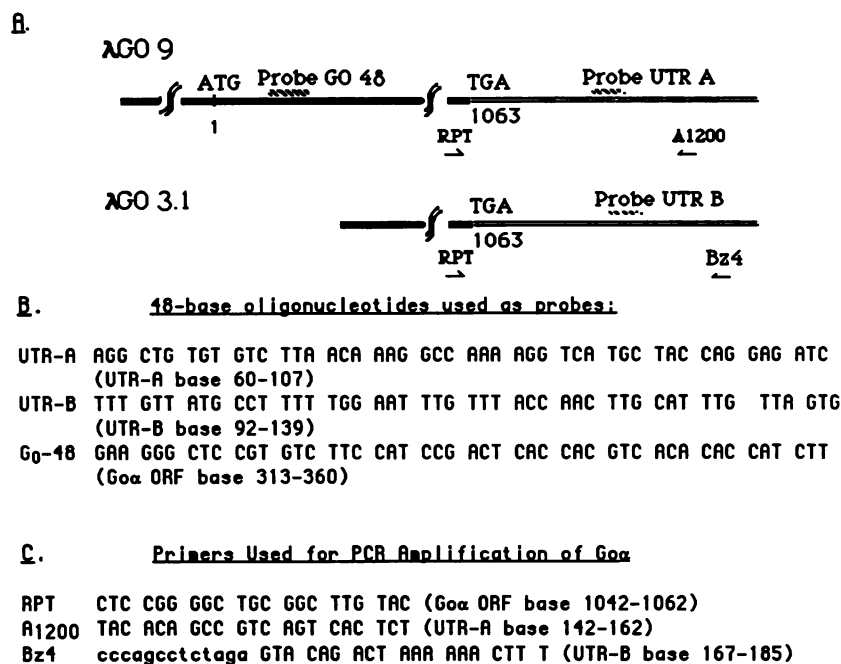 A.
λGO 9
ATG Probe GO 48 TGA Probe UTR A
1 1063
RPT A1200
λGO 3.1
TGA Probe UTR B
1063
RPT Bz4
B. 48-base oligonucleotides used as probes:
UTR-A AGG CTG TGT GTC TTA ACA AAG GCC AAA AGG TCA TGC TAC CAG GAG ATC
(UTR-A base 60-107)
UTR-B TTT GTT ATG CCT TTT TGG AAT TTG TTT ACC AAC TTG CAT TTG TTA GTG
(UTR-B base 92-139)
G0-48 GAA GGG CTC CGT GTC TTC CAT CCG ACT CAC CAC GTC ACA CAC CAT CTT
(Goα ORF base 313-360)
C. Primers Used for PCR Amplification of Goα
RPT CTC CGG GGC TGC GGC TTG TAC (Goα ORF base 1042-1062)
A1200 TAC ACA GCC GTC AGT CAC TCT (UTR-A base 142-162)
Bz4 cccagcctctaga GTA CAG ACT AAA AAA CTT T (UTR-B base 167-185)